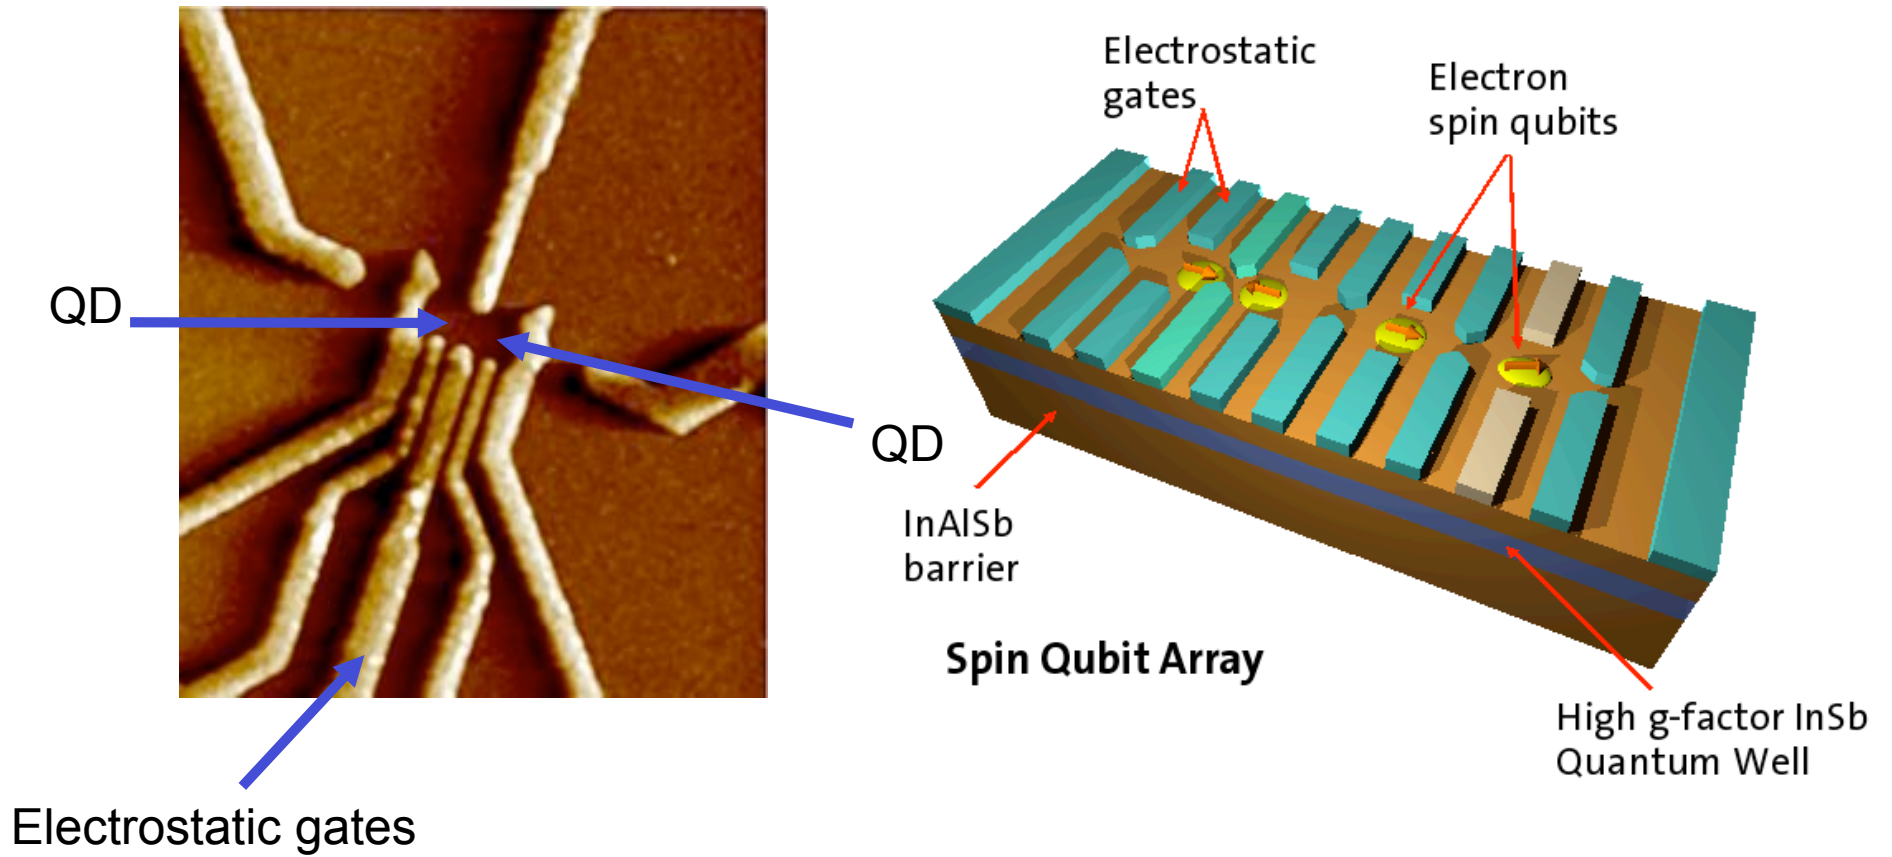 QD
QD
Electrostatic gates
Electrostatic
gates
Electron
spin qubits
InAlSb
barrier
Spin Qubit Array
High g-factor InSb
Quantum Well